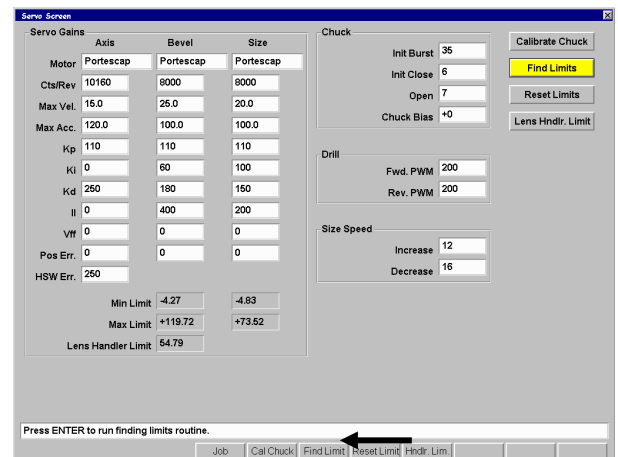 Servo Screen
Servo Gains
Axis Bevel Size
Motor Portescap Portescap Portescap
Cts/Rev 10160 8000 8000
Max Vel. 15.0 25.0 20.0
Max Acc. 120.0 100.0 100.0
Kp 110 110 110
Ki 0 60 100
Kd 250 180 150
Il 0 400 200
Vff 0 0 0
Pos Err. 0 0 0
HSW Err. 250
Min Limit -4.27 -4.83
Max Limit +119.72 +73.52
Lens Handler Limit 54.79
Chuck
Init Burst 35
Init Close 6
Open 7
Chuck Bias +0
Drill
Fwd. PWM 200
Rev. PWM 200
Size Speed
Increase 12
Decrease 16
Calibrate Chuck
Find Limits
Reset Limits
Lens Hndlr. Limit
Press ENTER to run finding limits routine.
Job Cal Chuck Find Limit Reset Limit Hndlr. Lim.